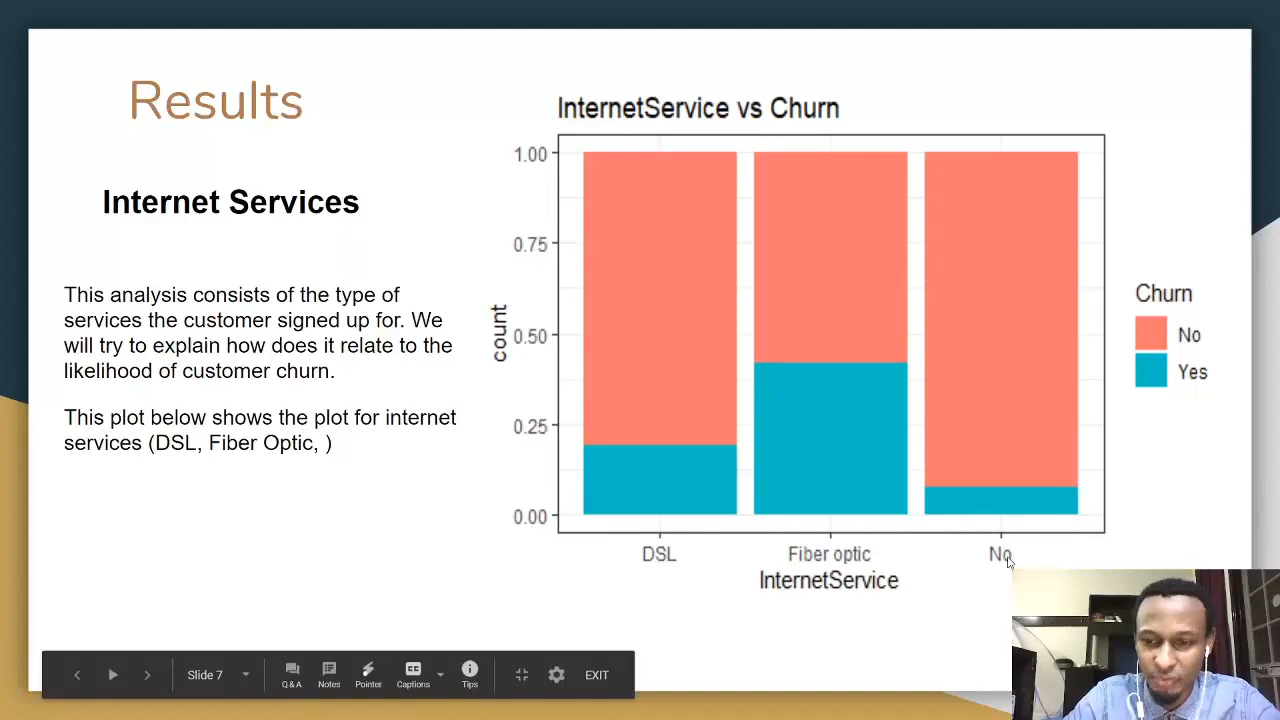 Results
Internet Services
This analysis consists of the type of
services the customer signed up for. We
will try to explain how does it relate to the
likelihood of customer churn.
This plot below shows the plot for internet
services (DSL, Fiber Optic, )
InternetService vs Churn
1.00
0.75
0.50
0.25
0.00
count
DSL Fiber optic No
InternetService
Churn
No
Yes
Slide 7
Q & A Notes Pointer Captions Tips
EXIT